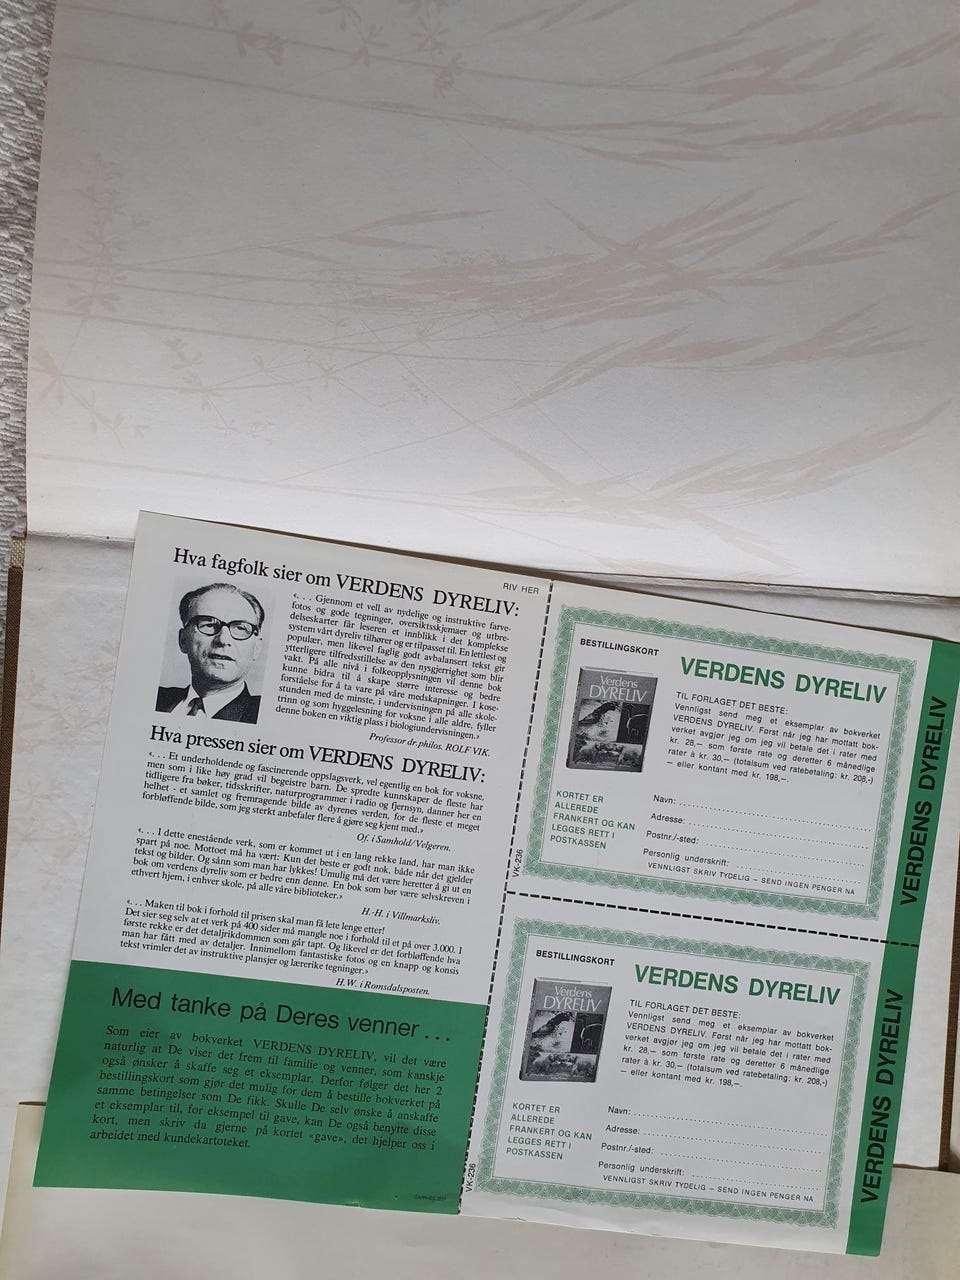 Hva fagfolk sier om VERDENS DYRELIV:
«. . . Gjennom et vell av nydelige og instruktive farve-
fotos og gode tegninger, oversiktsskjemaer og utbre-
delseskarter får leseren et innblikk i det komplekse
system vårt dyreliv tilhører og er tilpasset til. En lettlest og
populær, men likevel faglig godt avbalansert tekst gir
ytterligere tilfredsstillelse av den nysgjerrighet som blir
vakt. På alle nivå i folkeopplysningen vil denne bok
kunne bidra til å skape større interesse og bedre
forståelse for å ta vare på våre medskapninger. I kose-
stunden med de minste, i undervisningen på alle skole-
trinn og som hyggelesning for voksne i alle aldre, fyller
denne boken en viktig plass i biologiundervisningen.»
Professor dr.philos. ROLF VIK.
Hva pressen sier om VERDENS DYRELIV:
«. . . Et underholdende og fascinerende oppslagsverk, vel egentlig en bok for voksne,
men som i like høy grad vil begeistre barn. De spredte kunnskaper de fleste har
tidligere fra bøker, tidsskrifter, naturprogrammer i radio og fjernsyn, danner her en
helhet - et samlet og fremragende bilde av dyrenes verden, for de fleste et meget
forbløffende bilde, som jeg sterkt anbefaler flere å gjøre seg kjent med.»
Of. i Samhold/Velgeren.
«. . . I dette enestående verk, som er kommet ut i en lang rekke land, har man ikke
spart på noe. Mottoet må ha vært: Kun det beste er godt nok, både når det gjelder
tekst og bilder. Og sånn som man har lykkes! Umulig må det være heretter å gi ut en
bok om verdens dyreliv som er bedre enn denne. En bok som bør være selvskreven i
ethvert hjem, i enhver skole, på alle våre biblioteker.»
H.-H. i Villmarksliv.
«. . . Maken til bok i forhold til prisen skal man få lete lenge etter!
Det sier seg selv at et verk på 400 sider må mangle noe i forhold til et på over 3.000. I
første rekke er det detaljrikdommen som går tapt. Og likevel er det forbløffende hva
man har fått med av detaljer. Innimellom fantastiske fotos og en knapp og konsis
tekst vrimler det av instruktive plansjer og lærerike tegninger.»
H.W. i Romsdalsposten.
Med tanke på Deres venner . . .
Som eier av bokverket VERDENS DYRELIV, vil det være
naturlig at De viser det frem til familie og venner, som kanskje
også ønsker å skaffe seg et eksemplar. Derfor følger det her 2
bestillingskort som gjør det mulig for dem å bestille bokverket på
samme betingelser som De fikk. Skulle De selv ønske å anskaffe
et eksemplar til, for eksempel til gave, kan De også benytte disse
kort, men skriv da gjerne på kortet «gave», det hjelper oss i
arbeidet med kundekartoteket.
RIV HER
BESTILLINGSKORT
VERDENS DYRELIV
Verdens
DYRELIV
TIL FORLAGET DET BESTE:
Vennligst send meg et eksemplar av bokverket
VERDENS DYRELIV. Først når jeg har mottatt bok-
verket avgjør jeg om jeg vil betale det i rater med
kr. 28,— som første rate og deretter 6 månedlige
rater à kr. 30,— (totalsum ved ratebetaling: kr. 208,-)
— eller kontant med kr. 198,—.
KORTET ER
ALLEREDE
FRANKERT OG KAN
LEGGES RETT I
POSTKASSEN
Navn:
Adresse:
Postnr./-sted:
Personlig underskrift:
VENNLIGST SKRIV TYDELIG – SEND INGEN PENGER NA
VK-236
VERDENS DYRELIV
BESTILLINGSKORT
VERDENS DYRELIV
Verdens
DYRELIV
TIL FORLAGET DET BESTE:
Vennligst send meg et eksemplar av bokverket
VERDENS DYRELIV. Først når jeg har mottatt bok-
verket avgjør jeg om jeg vil betale det i rater med
kr. 28,— som første rate og deretter 6 månedlige
rater à kr. 30,— (totalsum ved ratebetaling: kr. 208,-)
— eller kontant med kr. 198,—.
KORTET ER
ALLEREDE
FRANKERT OG KAN
LEGGES RETT I
POSTKASSEN
Navn:
Adresse:
Postnr./-sted:
Personlig underskrift:
VENNLIGST SKRIV TYDELIG – SEND INGEN PENGER NA
VK-236
VERDENS DYRELIV